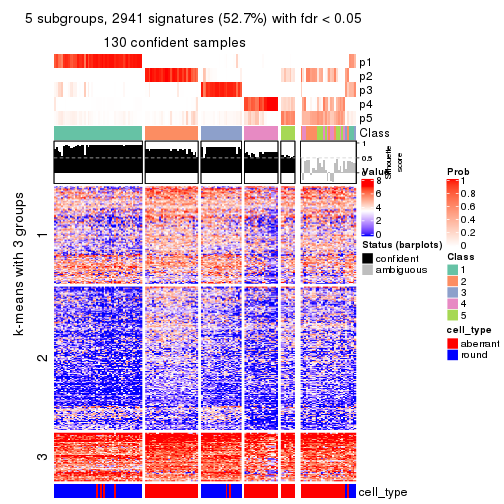 5 subgroups, 2941 signatures (52.7%) with fdr < 0.05
130 confident samples
p1
p2
p3
p4
p5
Class
1
0.5
0
Silhouette
score
k-means with 3 groups
1
2
3
cell_type
Value
8
6
4
2
0
Status (barplots)
confident
ambiguous
Prob
1
0.8
0.6
0.4
0.2
0
Class
1
2
3
4
5
cell_type
aberrant
round